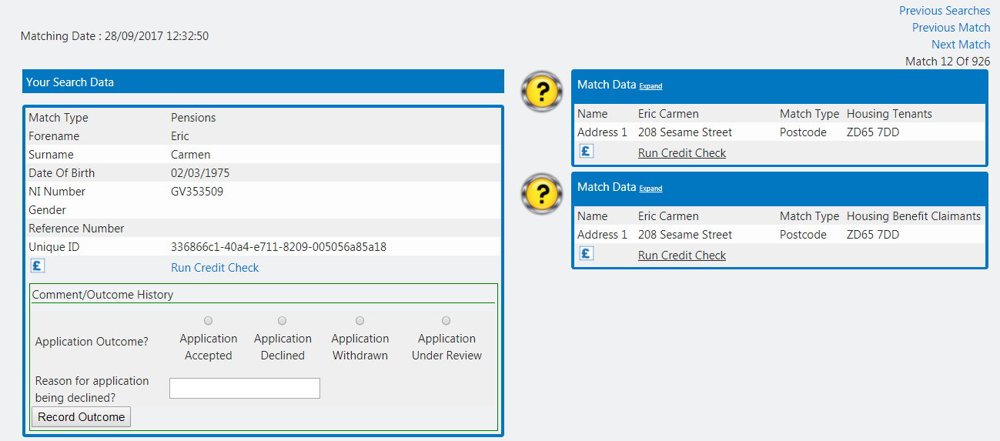 Previous Searches
Previous Match
Next Match
Match 12 Of 926
Matching Date : 28/09/2017 12:32:50
Your Search Data
Match Type Pensions
Forename Eric
Surname Carmen
Date Of Birth 02/03/1975
NI Number GV353509
Gender
Reference Number
Unique ID 336866c1-40a4-e711-8209-005056a85a18
£ Run Credit Check
Comment/Outcome History
Application Outcome?
Application Accepted
Application Declined
Application Withdrawn
Application Under Review
Reason for application
being declined?
Record Outcome
?
Match Data Expand
Name Eric Carmen Match Type Housing Tenants
Address 1 208 Sesame Street Postcode ZD65 7DD
£ Run Credit Check
?
Match Data Expand
Name Eric Carmen Match Type Housing Benefit Claimants
Address 1 208 Sesame Street Postcode ZD65 7DD
£ Run Credit Check